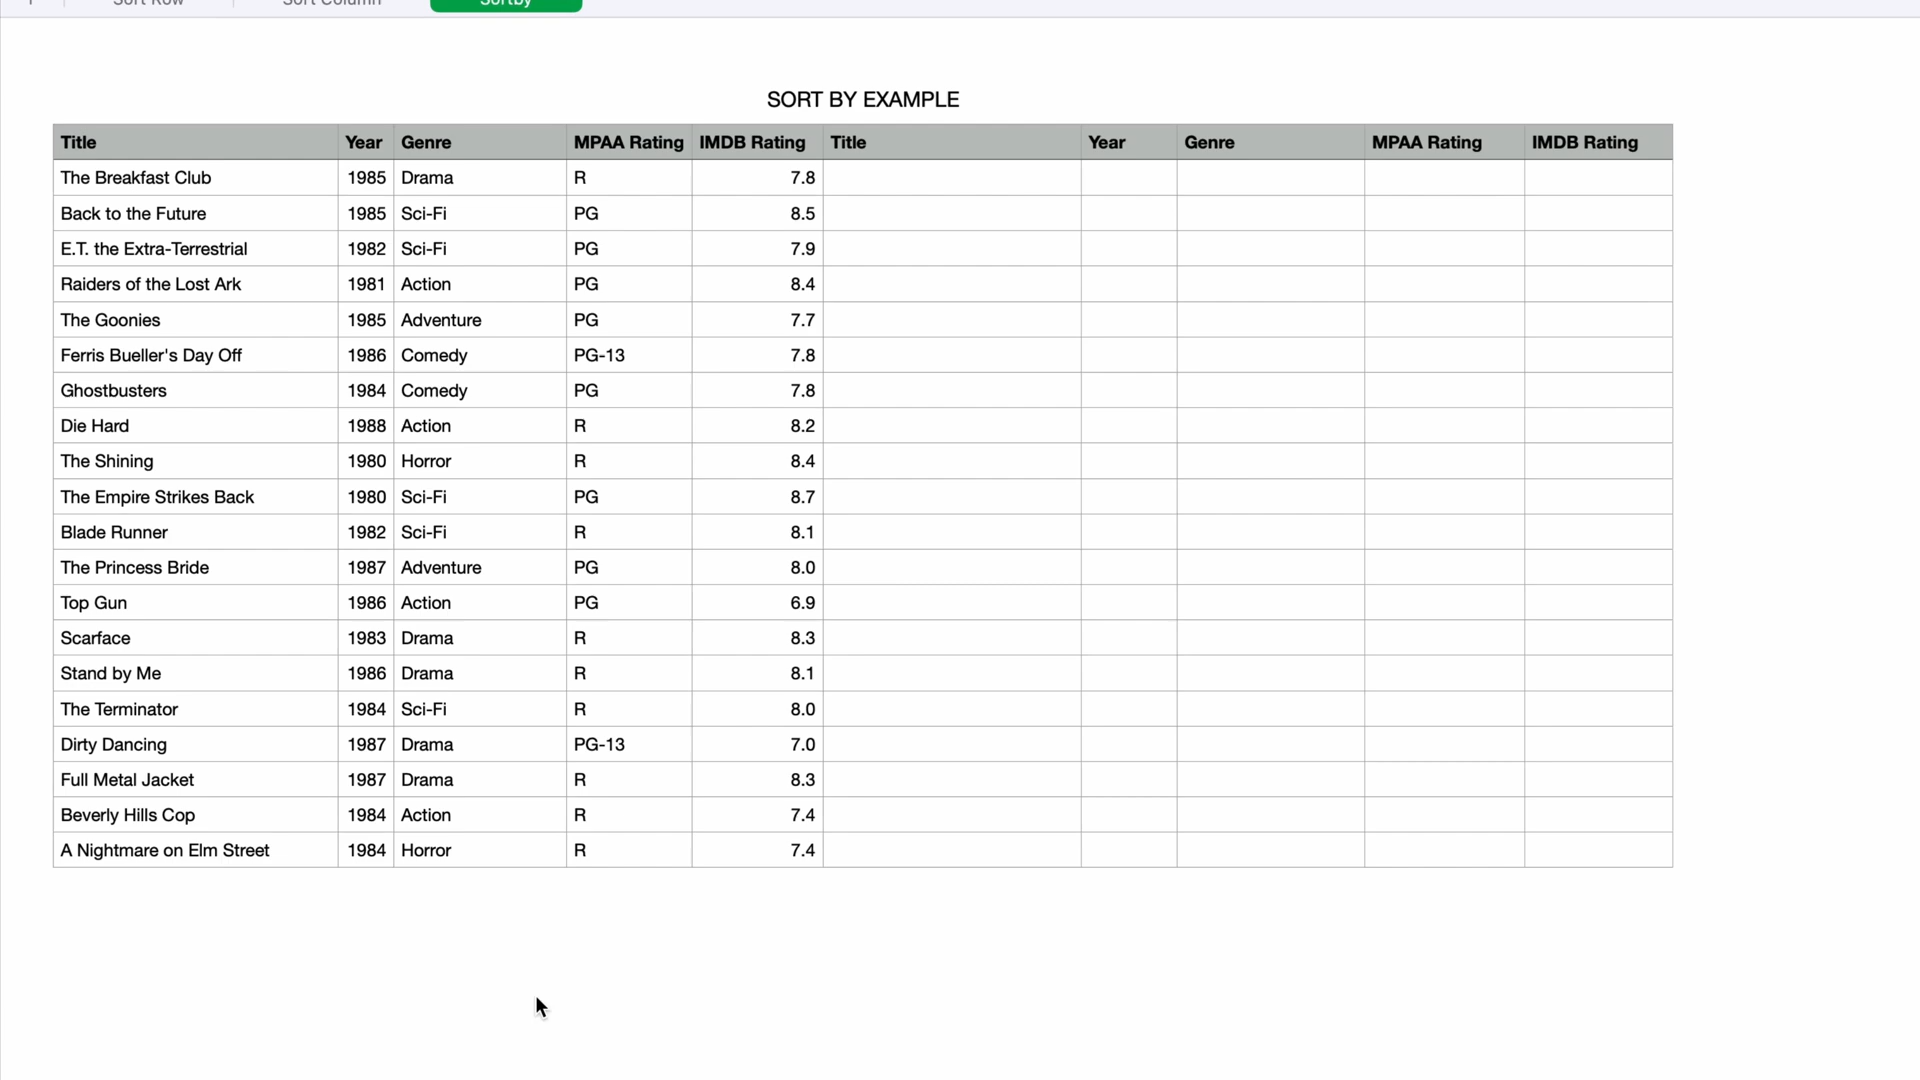 Sort Row Sort Column Sortby
SORT BY EXAMPLE
Title Year Genre MPAA Rating IMDB Rating Title Year Genre MPAA Rating IMDB Rating
The Breakfast Club 1985 Drama R 7.8
Back to the Future 1985 Sci-Fi PG 8.5
E.T. the Extra-Terrestrial 1982 Sci-Fi PG 7.9
Raiders of the Lost Ark 1981 Action PG 8.4
The Goonies 1985 Adventure PG 7.7
Ferris Bueller's Day Off 1986 Comedy PG-13 7.8
Ghostbusters 1984 Comedy PG 7.8
Die Hard 1988 Action R 8.2
The Shining 1980 Horror R 8.4
The Empire Strikes Back 1980 Sci-Fi PG 8.7
Blade Runner 1982 Sci-Fi R 8.1
The Princess Bride 1987 Adventure PG 8.0
Top Gun 1986 Action PG 6.9
Scarface 1983 Drama R 8.3
Stand by Me 1986 Drama R 8.1
The Terminator 1984 Sci-Fi R 8.0
Dirty Dancing 1987 Drama PG-13 7.0
Full Metal Jacket 1987 Drama R 8.3
Beverly Hills Cop 1984 Action R 7.4
A Nightmare on Elm Street 1984 Horror R 7.4